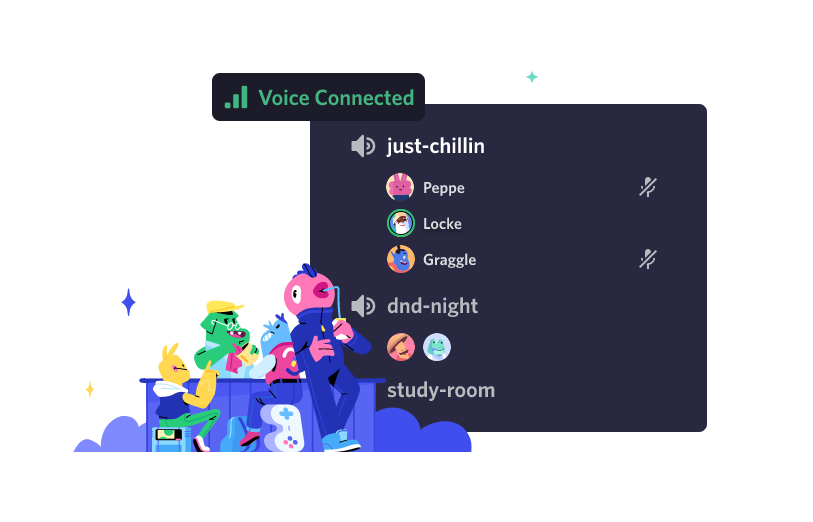 Voice Connected
just-chillin
Peppe
Locke
Graggle
dnd-night
study-room